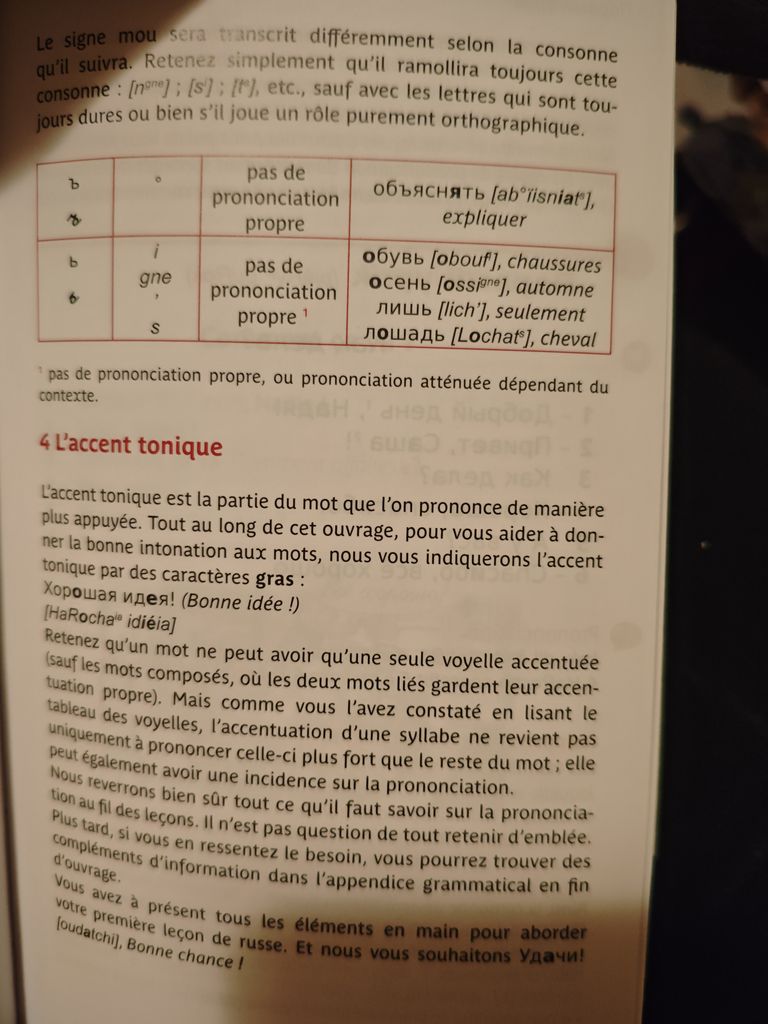 Le signe mou sera transcrit différemment selon la consonne
qu'il suivra. Retenez simplement qu'il ramollira toujours cette
consonne : [nᵍⁿᵉ] ; [sⁱ] ; [tˢ], etc., sauf avec les lettres qui sont tou-
jours dures ou bien s'il joue un rôle purement orthographique.
ъ ° pas de prononciation propre объяснять [ab°ïisniatˢ],
ъ expliquer
ь i gne ' s pas de prononciation propre ¹ обувь [oboufⁱ], chaussures
ь осень [ossiᵍⁿᵉ], automne
лишь [lich'], seulement
лошадь [Lochatˢ], cheval
¹ pas de prononciation propre, ou prononciation atténuée dépendant du
contexte.
4 L'accent tonique
L'accent tonique est la partie du mot que l'on prononce de manière
plus appuyée. Tout au long de cet ouvrage, pour vous aider à don-
ner la bonne intonation aux mots, nous vous indiquerons l'accent
tonique par des caractères gras :
Хорошая идея! (Bonne idée !)
[HaRochaⁱᵃ idiéia]
Retenez qu'un mot ne peut avoir qu'une seule voyelle accentuée
(sauf les mots composés, où les deux mots liés gardent leur accen-
tuation propre). Mais comme vous l'avez constaté en lisant le
tableau des voyelles, l'accentuation d'une syllabe ne revient pas
uniquement à prononcer celle-ci plus fort que le reste du mot ; elle
peut également avoir une incidence sur la prononciation.
Nous reverrons bien sûr tout ce qu'il faut savoir sur la prononcia-
tion au fil des leçons. Il n'est pas question de tout retenir d'emblée.
Plus tard, si vous en ressentez le besoin, vous pourrez trouver des
compléments d'information dans l'appendice grammatical en fin
d'ouvrage.
Vous avez à présent tous les éléments en main pour aborder
votre première leçon de russe. Et nous vous souhaitons Удачи!
[oudatchi], Bonne chance !